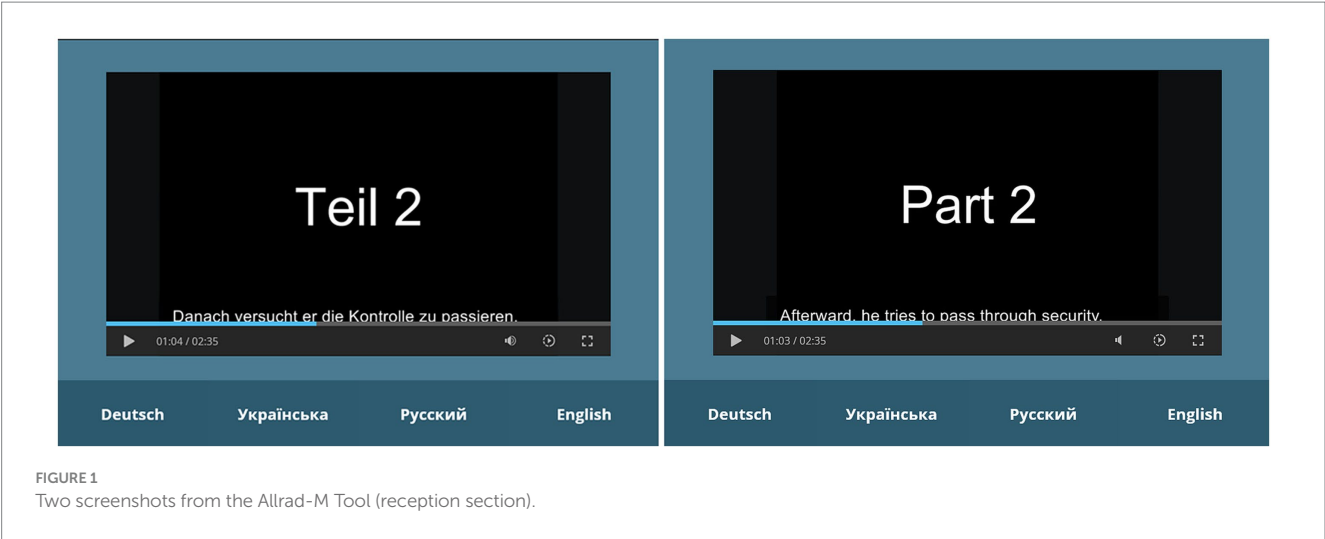 Teil 2
Danach versucht er die Kontrolle zu passieren.
01:04 / 02:35
Deutsch Українська Русский English
Part 2
Afterward, he tries to pass through security.
01:03 / 02:35
Deutsch Українська Русский English
FIGURE 1
Two screenshots from the Allrad-M Tool (reception section).